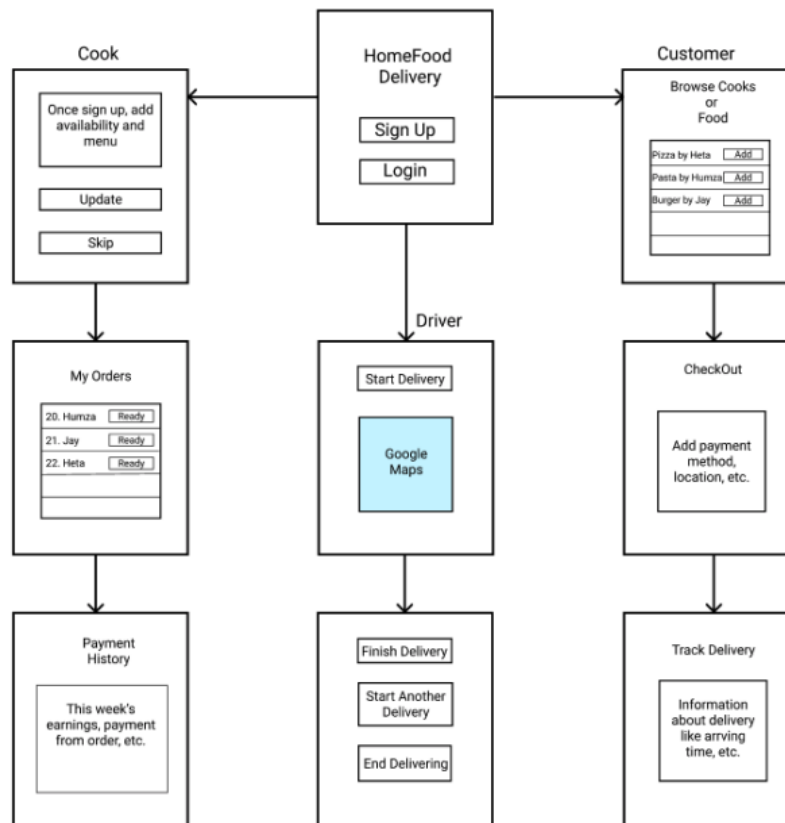 Cook
Once sign up, add
availability and
menu
Update
Skip
HomeFood
Delivery
Sign Up
Login
Customer
Browse Cooks
or
Food
Pizza by Heta Add
Pasta by Humza Add
Burger by Jay Add
My Orders
20. Humza Ready
21. Jay Ready
22. Heta Ready
Driver
Start Delivery
Google
Maps
CheckOut
Add payment
method,
location, etc.
Payment
History
This week's
earnings, payment
from order, etc.
Finish Delivery
Start Another
Delivery
End Delivering
Track Delivery
Information
about delivery
like arrving
time, etc.